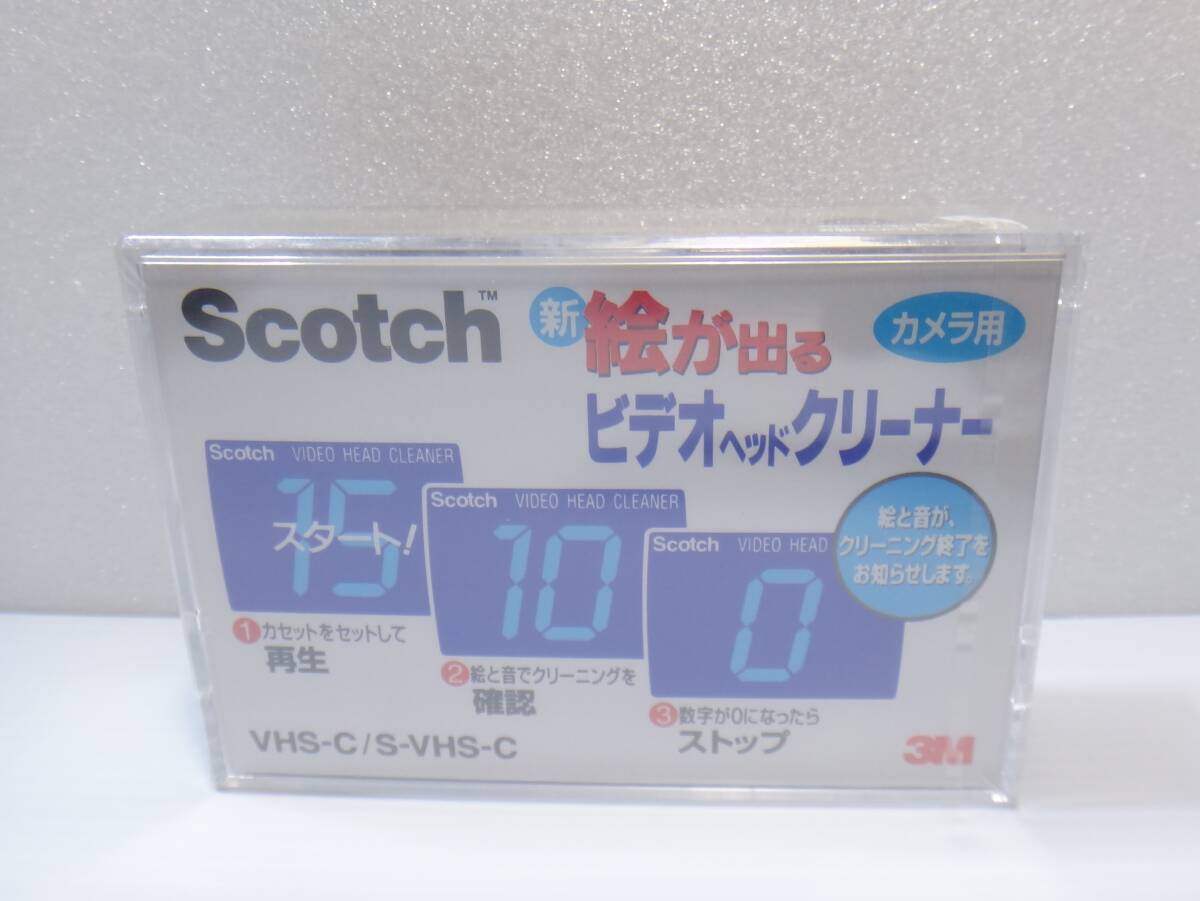 Scotch™
新 絵が出る
カメラ用
ビデオヘッドクリーナー
Scotch VIDEO HEAD CLEANER
15
スタート!
1 カセットをセットして
再生
Scotch VIDEO HEAD CLEANER
10
2 絵と音でクリーニングを
確認
Scotch VIDEO HEAD
0
3 数字が0になったら
ストップ
絵と音が、
クリーニング終了を
お知らせします。
VHS-C/S-VHS-C
3M